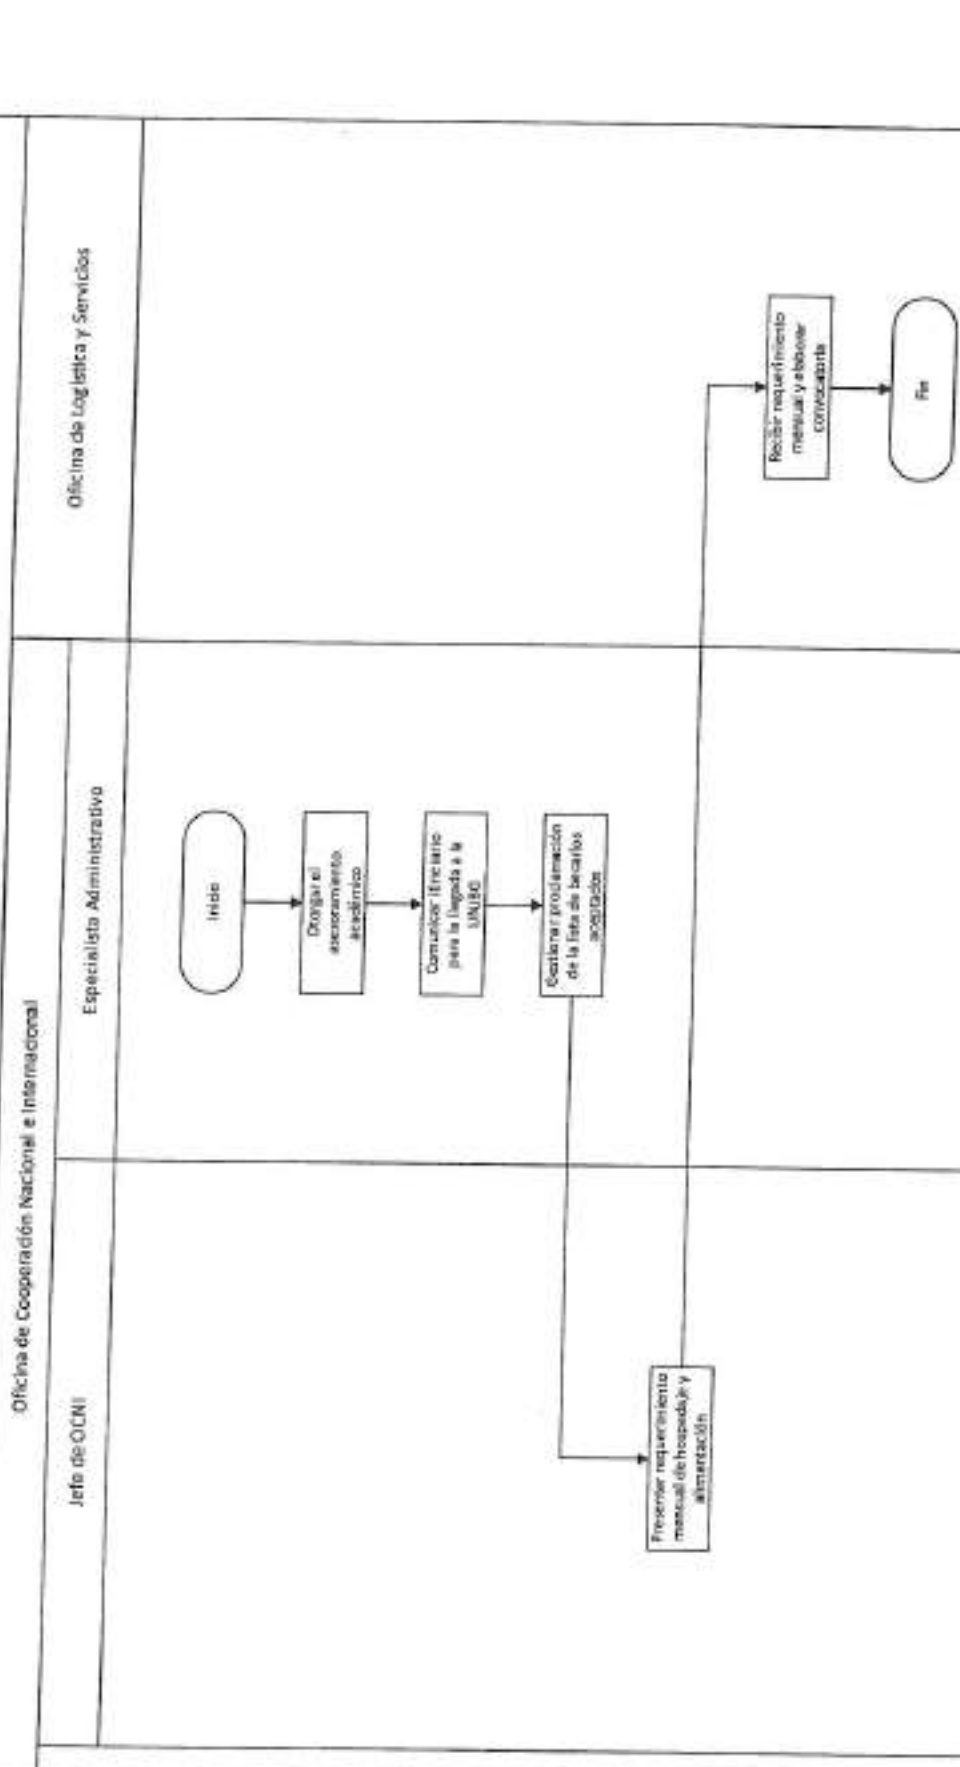 Oficina de Cooperación Nacional e Internacional
Jefe de OCNI
Especialista Administrativo
Oficina de Logística y Servicios
Inicio
Otorgar el
asesoramiento
académico
Comunicar itinerario
para la llegada a la
Gestionar proclamación
de la lista de becarios
aceptados
Presentar requerimiento
mensual de hospedaje y
alimentación
Recibir requerimiento
mensual y elaborar
convocatoria
Fin